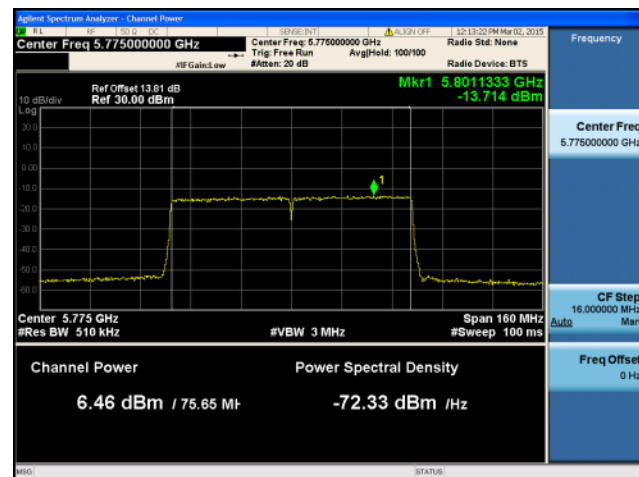 Agilent Spectrum Analyzer - Channel Power
RL RF 50 Ω DC SENSE:INT ALIGN OFF 12:13:22 PM Mar 02, 2015
Center Freq 5.775000000 GHz Center Freq: 5.775000000 GHz Radio Std: None Frequency
Trig: Free Run Avg|Hold: 100/100
#IFGain:Low #Atten: 20 dB Radio Device: BTS
Ref Offset 13.81 dB Mkr1 5.8011333 GHz
10 dB/div Ref 30.00 dBm -13.714 dBm
Log
20.0
10.0
0.00
-10.0
-20.0
-30.0
-40.0
-50.0
-60.0
1
Center Freq
5.775000000 GHz
Center 5.775 GHz Span 160 MHz
#Res BW 510 kHz #VBW 3 MHz #Sweep 100 ms
CF Step
16.000000 MHz
Auto Man
Channel Power Power Spectral Density
6.46 dBm / 75.65 MH -72.33 dBm /Hz
Freq Offset
0 Hz
MSG STATUS